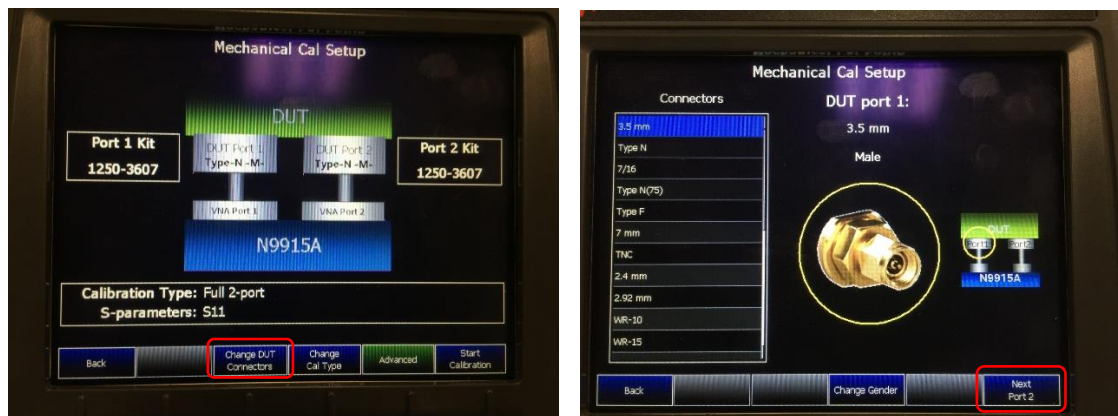 Mechanical Cal Setup
DUT
Port 1 Kit
1250-3607
DUT Port 1
Type-N -M-
DUT Port 2
Type-N -M-
Port 2 Kit
1250-3607
VNA Port 1
VNA Port 2
N9915A
Calibration Type: Full 2-port
S-parameters: S11
Back
Change DUT
Connectors
Change
Cal Type
Advanced
Start
Calibration
Mechanical Cal Setup
Connectors
3.5 mm
Type N
7/16
Type N(75)
Type F
7 mm
TNC
2.4 mm
2.92 mm
WR-10
WR-15
DUT port 1:
3.5 mm
Male
DUT
Port1
Port2
N9915A
Back
Change Gender
Next
Port 2